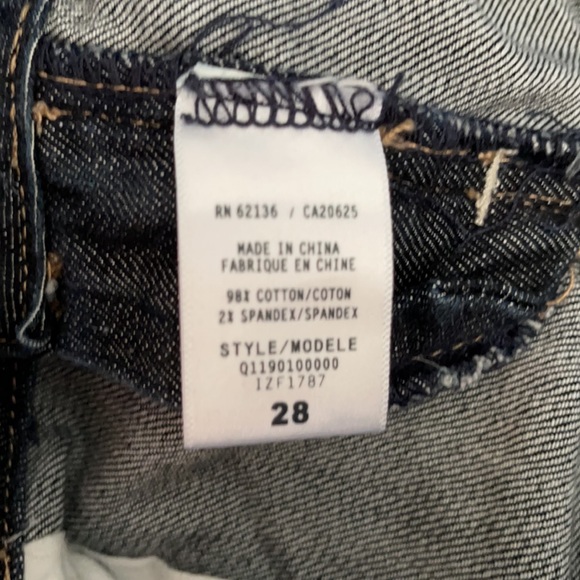 RN 62136 / CA20625
MADE IN CHINA
FABRIQUE EN CHINE
98% COTTON/COTON
2% SPANDEX/SPANDEX
STYLE/MODELE
Q1190100000
IZF1787
28